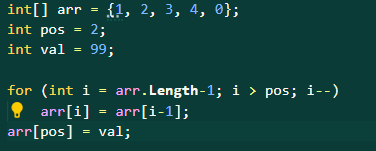 int[] arr = {1, 2, 3, 4, 0};
int pos = 2;
int val = 99;
for (int i = arr.Length-1; i > pos; i--)
arr[i] = arr[i-1];
arr[pos] = val;